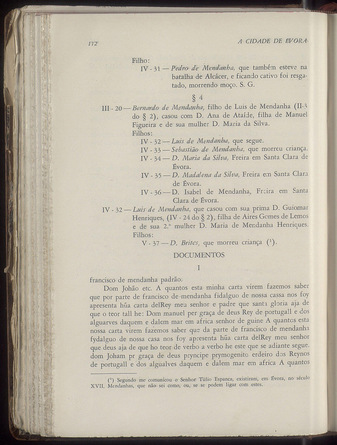 172 A CIDADE DE EVORA
Filho:
IV - 31 — Pedro de Mendanha, que também esteve na
batalha de Alcácer, e ficando cativo foi resga-
tado, morrendo moço. S. G.
§ 4
III - 20 — Bernardo de Mendanha, filho de Luis de Mendanha (II-3
do § 2), casou com D. Ana de Ataíde, filha de Manuel
Figueira e de sua mulher D. Maria da Silva.
Filhos:
IV - 32 — Luis de Mendanha, que segue.
IV - 33 — Sebastião de Mendanha, que morreu criança.
IV - 34 — D. Maria da Silva, Freira em Santa Clara de
Évora.
IV - 35 — D. Madalena da Silva, Freira em Santa Clara
de Évora.
IV - 36 — D. Isabel de Mendanha, Freira em Santa
Clara de Évora.
IV - 32 — Luis de Mendanha, que casou com sua prima D. Guiomar
Henriques, (IV - 24 do § 2), filha de Aires Gomes de Lemos
e de sua 2.ª mulher D. Maria de Mendanha Henriques.
Filhos:
V - 37 — D. Brites, que morreu criança (¹).
DOCUMENTOS
I
francisco de mendanha padrão.
Dom Johão etc. A quantos esta minha carta virem fazemos saber
que por parte de francisco de mendanha fidalguo de nossa cassa nos foy
apresenta hũa carta delRey meu senhor e padre que santa gloria aja de
que o teor tall he: Dom manuel per graça de deus Rey de portugall e dos
algarves daquem e dalem mar em africa senhor de guine A quantos esta
nossa carta virem fazemos saber que da parte de francisco de mendanha
fydalguo de nossa casa nos foy apresenta hũa carta delRey meu senhor
que deus aja de que ho teor de verbo a verbo he este que se adiante segue.
dom Joham pr graça de deus pryncipe prymogenito erdeiro dos Reynos
de portugall e dos algualves daquem e dalem mar em africa A quantos
(¹) Segundo me comunicou o Senhor Túlio Espanca, existiram, em Évora, no século
XVII, Mendanhas, que não sei como, ou, se se podem ligar com estes.